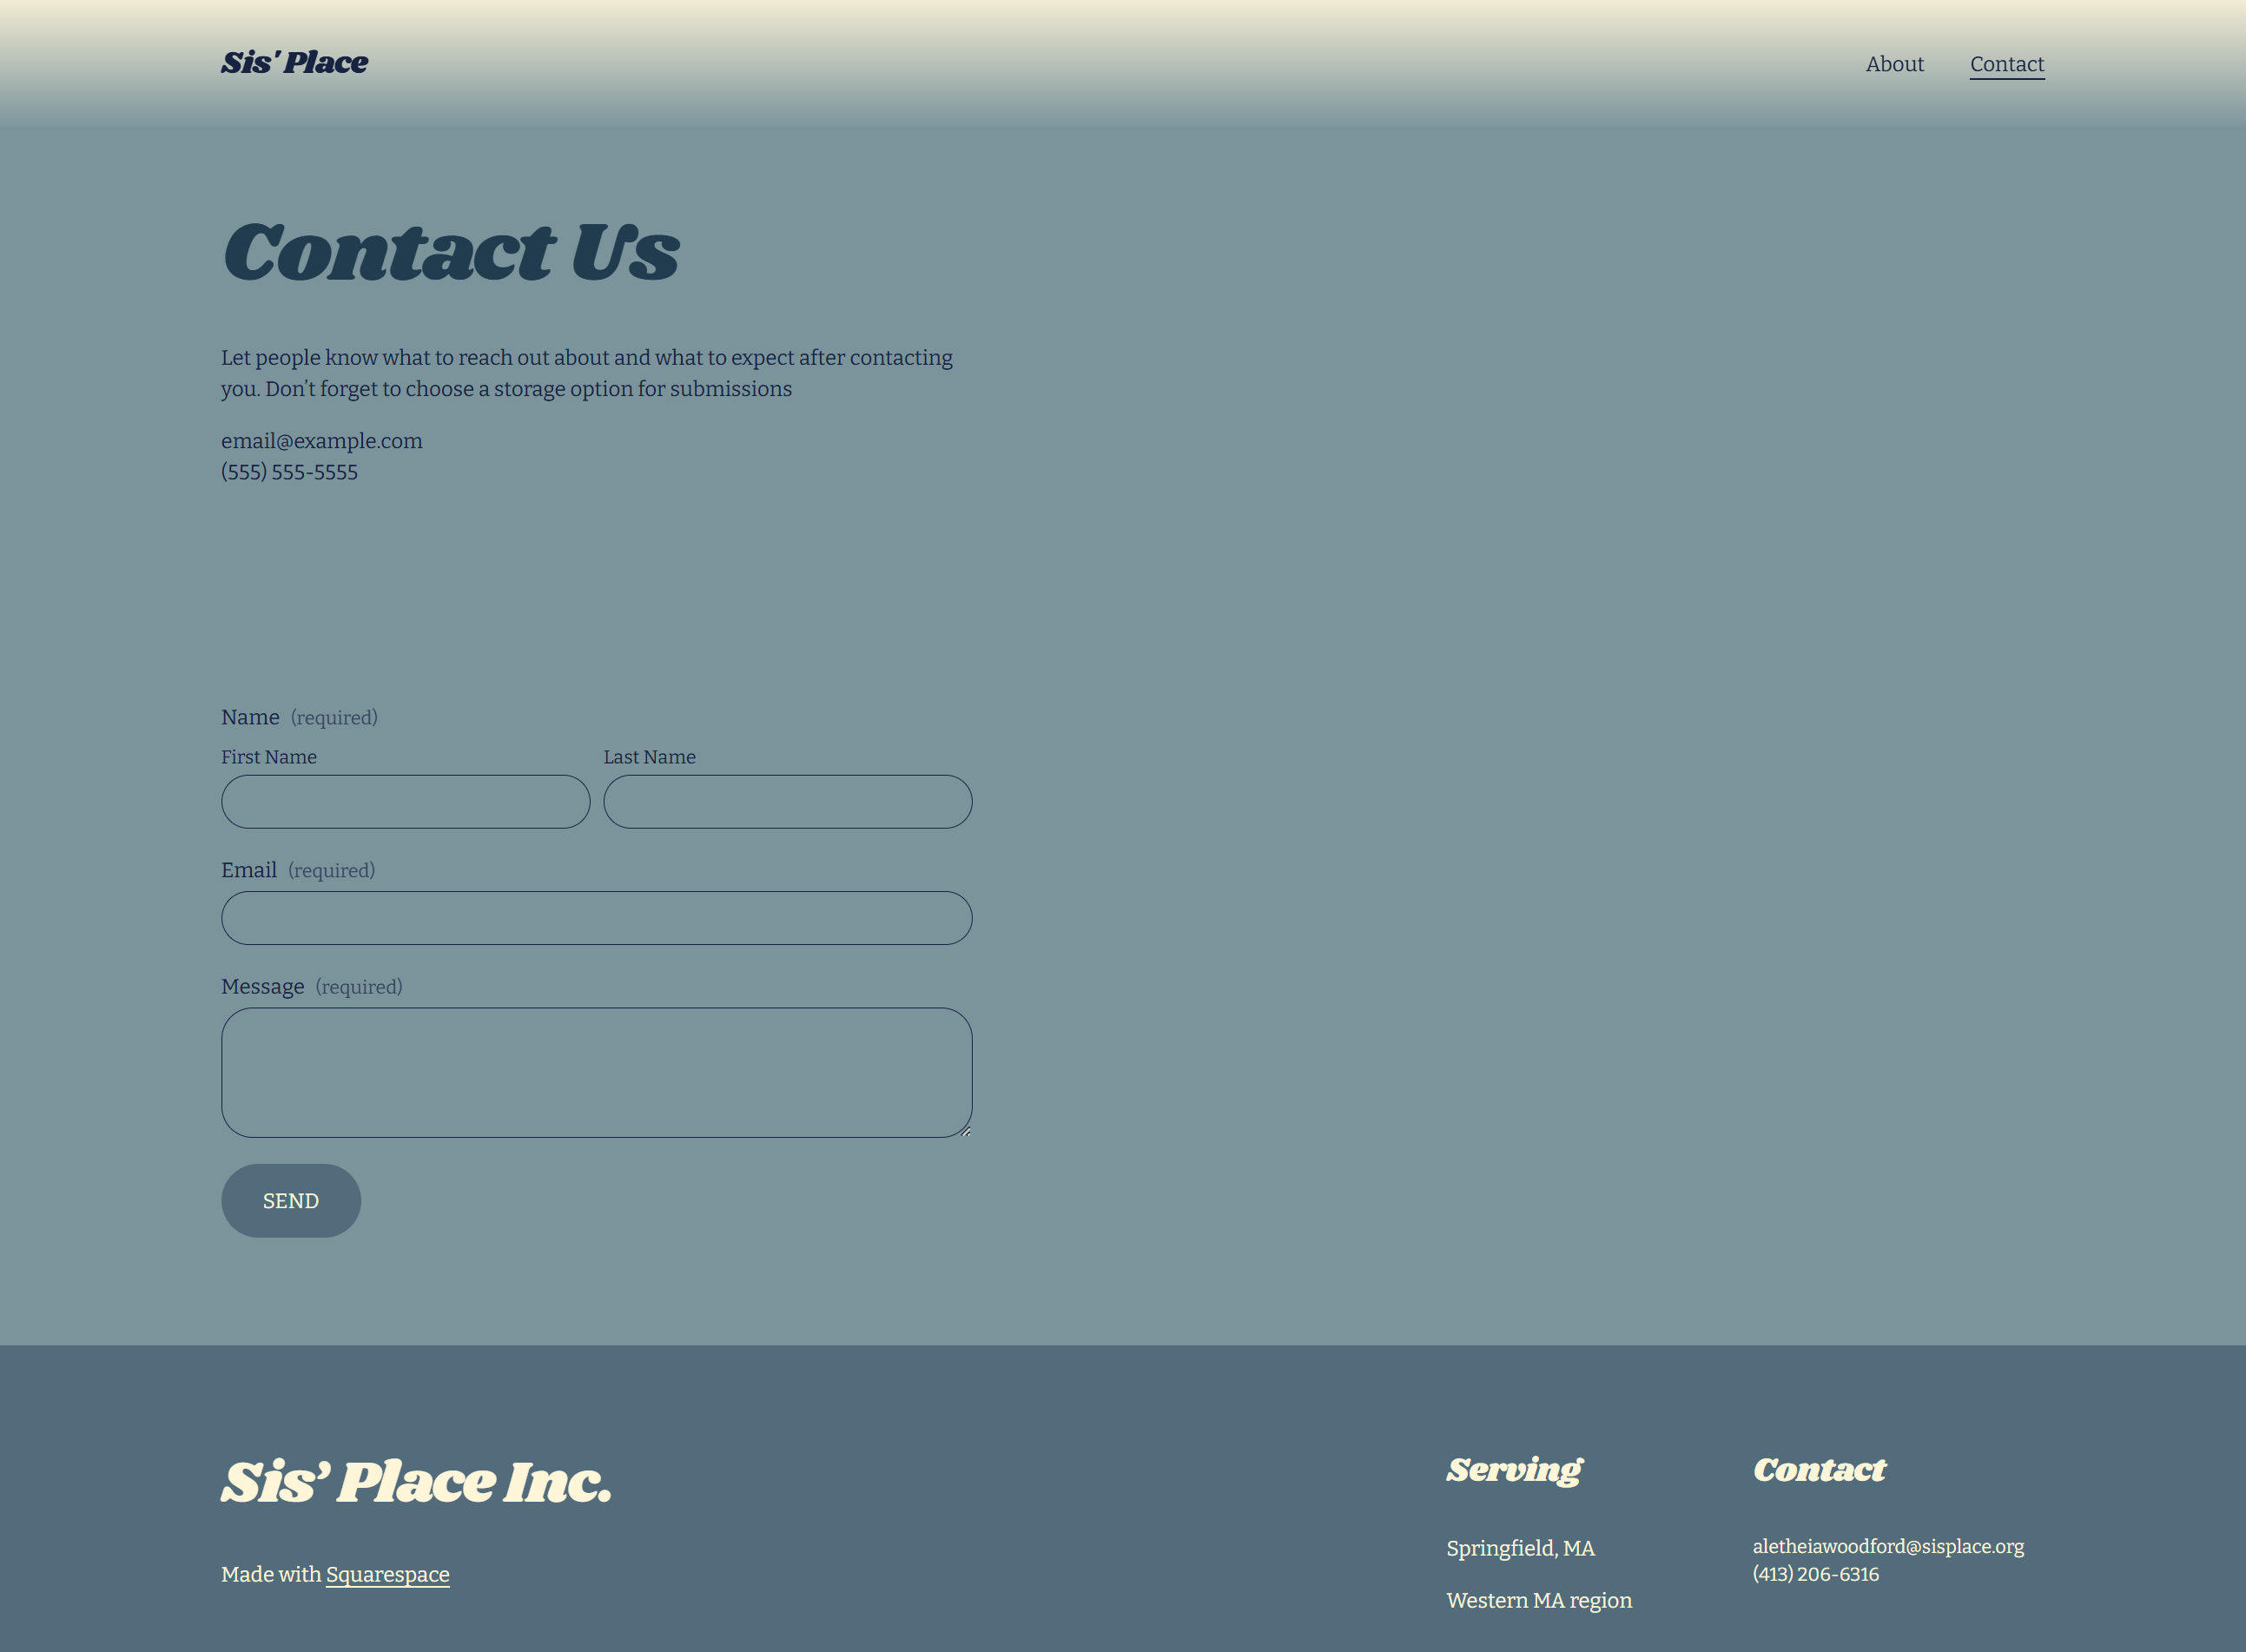 Sis' Place
About Contact
Contact Us
Let people know what to reach out about and what to expect after contacting
you. Don’t forget to choose a storage option for submissions
email@example.com
(555) 555-5555
Name (required)
First Name Last Name
Email (required)
Message (required)
SEND
Sis’ Place Inc.
Made with Squarespace
Serving
Springfield, MA
Western MA region
Contact
aletheiawoodford@sisplace.org
(413) 206-6316